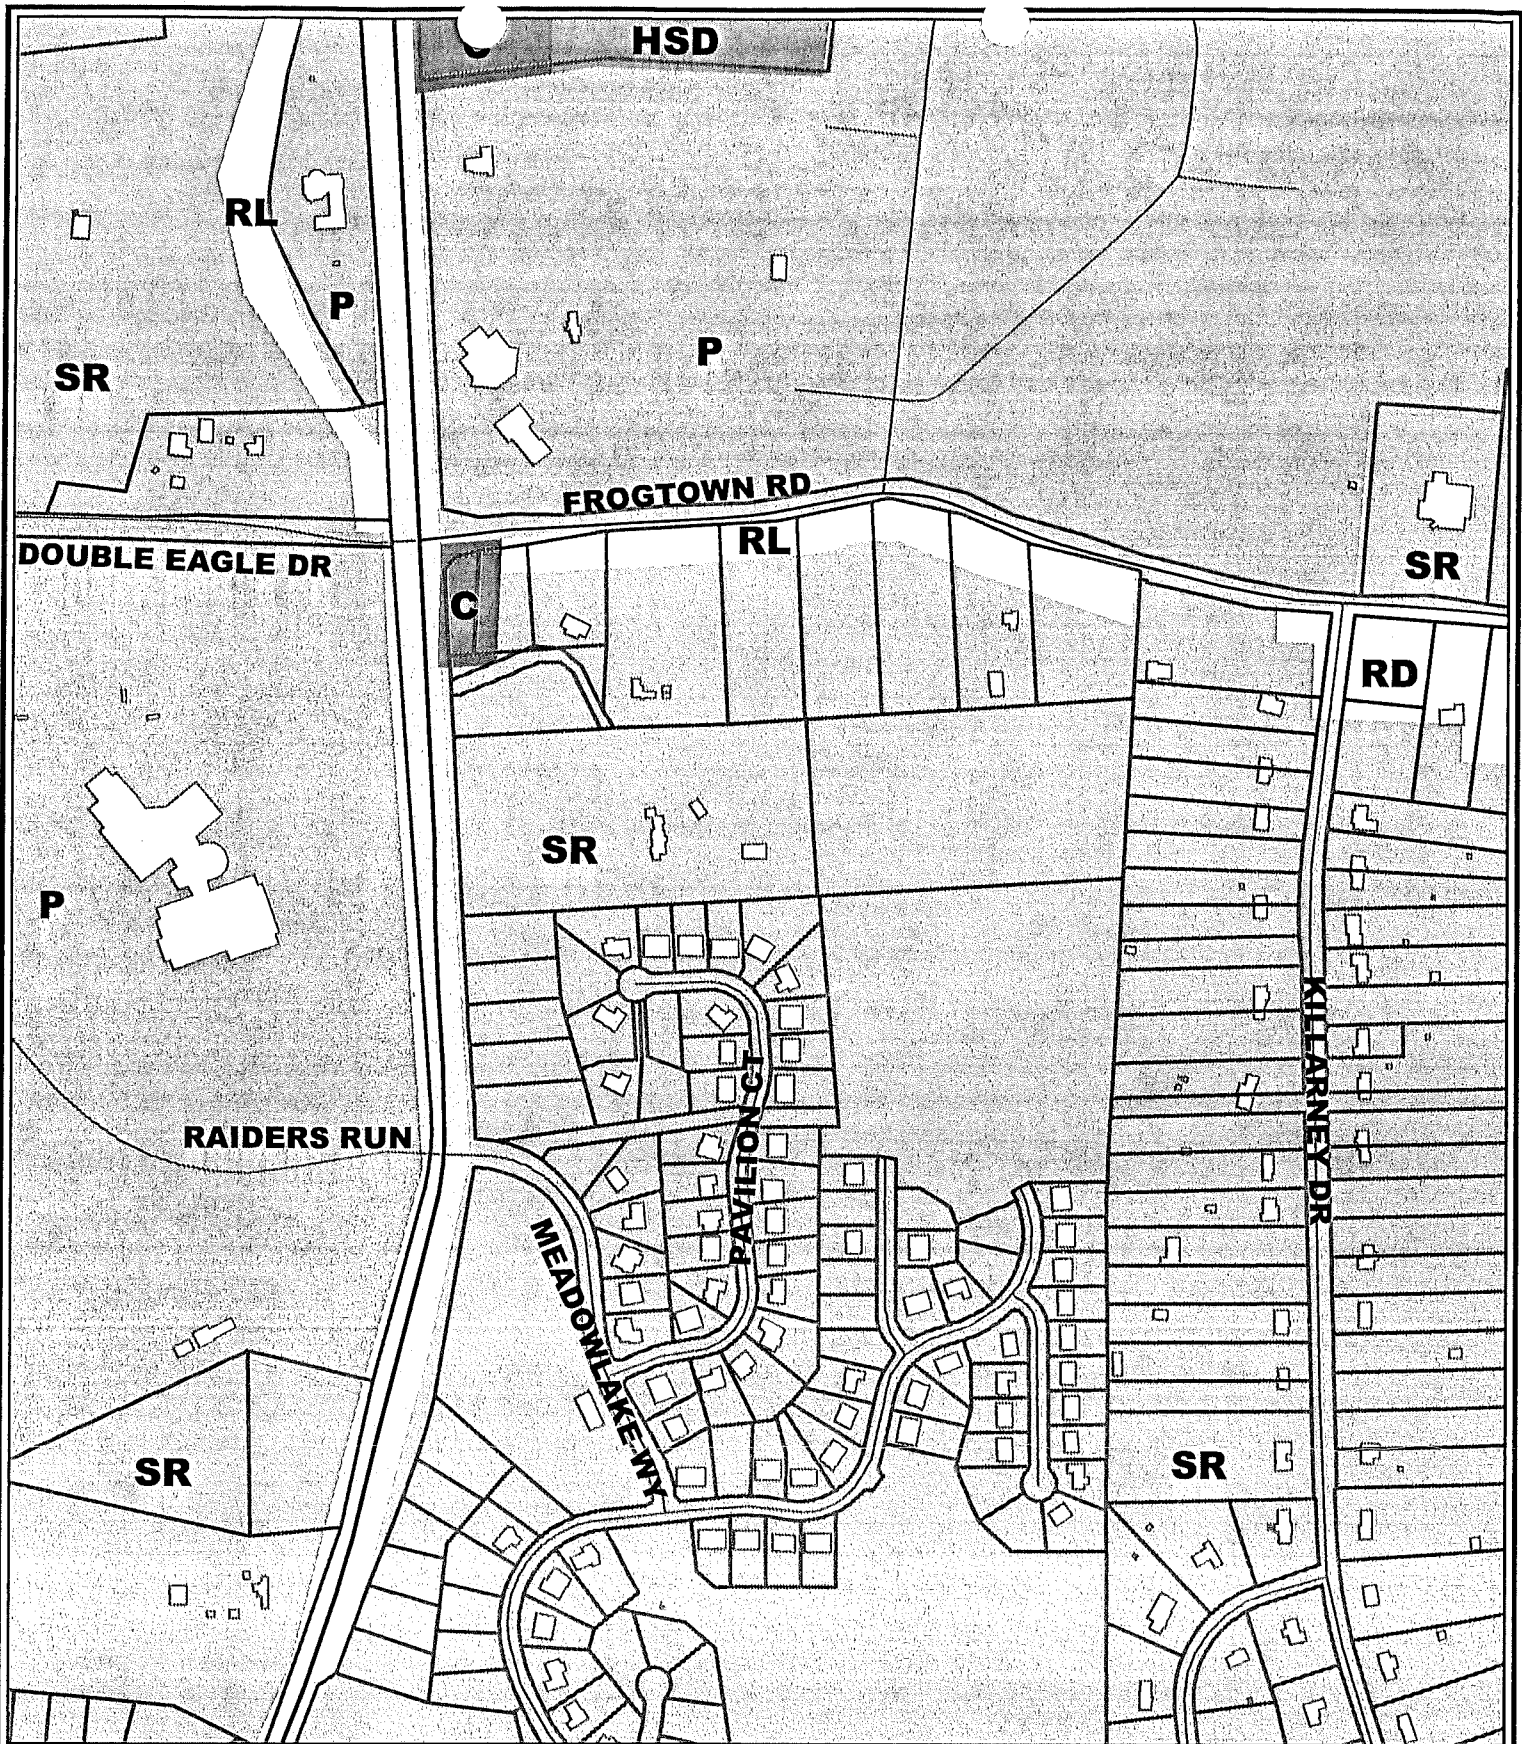 C
HSD
RL
P
P
SR
FROGTOWN RD
RL
DOUBLE EAGLE DR
SR
C
RD
SR
P
KILLARNEY DR
PAVILION CT
RAIDERS RUN
MEADOWLAKE WY
SR
SR